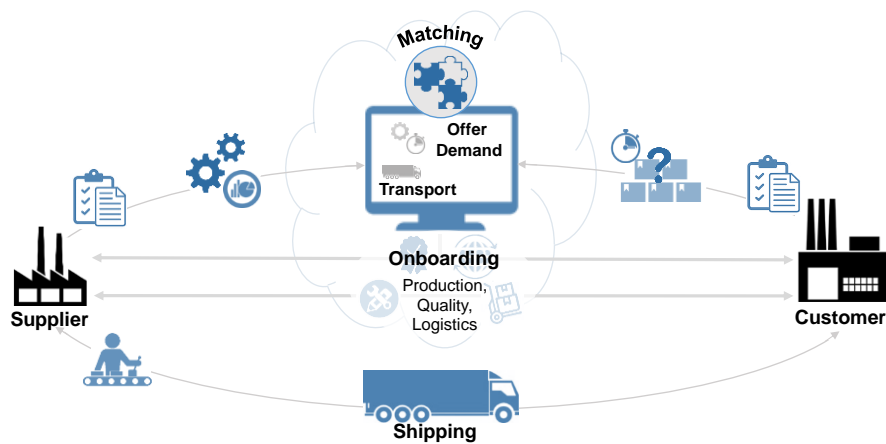 Matching
Offer
Demand
Transport
?
Onboarding
Production,
Quality,
Logistics
Supplier
Customer
Shipping